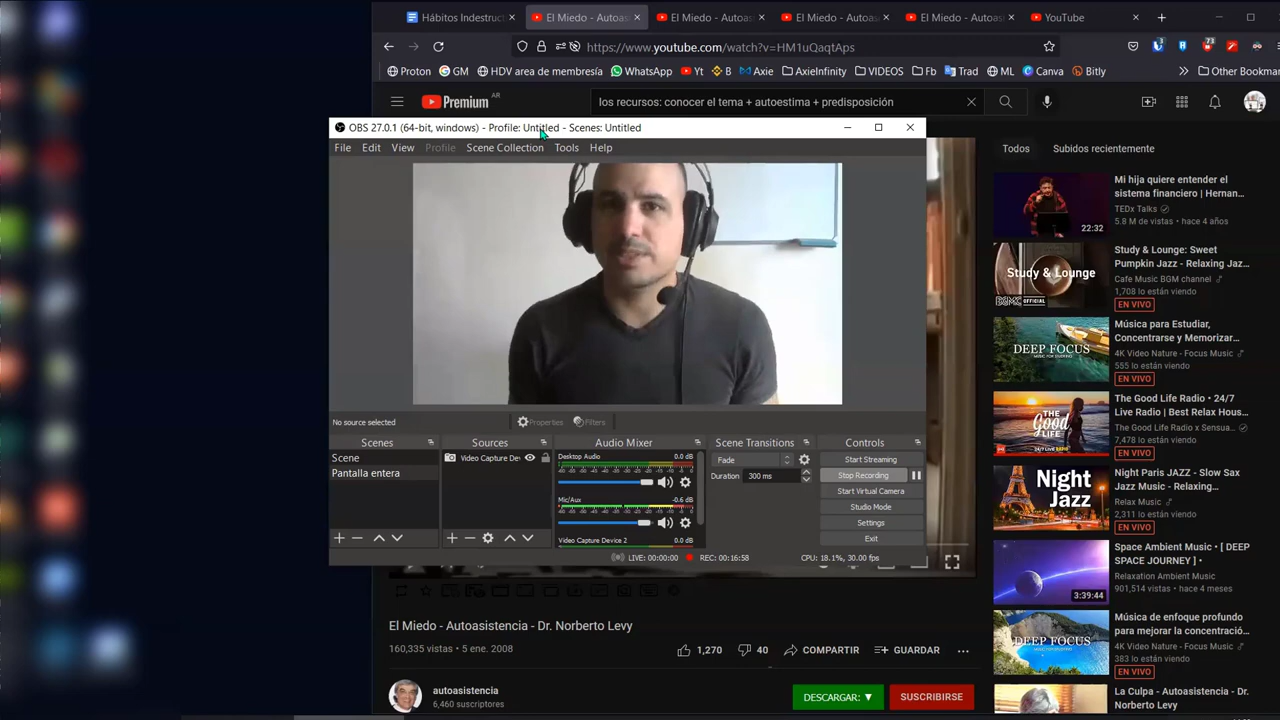 Hábitos Indestruc
El Miedo - Autoasis
El Miedo - Autoasis
El Miedo - Autoasis
El Miedo - Autoasis
YouTube
https://www.youtube.com/watch?v=HM1uQaqtAps
3
73
Proton
GM
HDV area de membresía
WhatsApp
Yt
B
Axie
AxieInfinity
VIDEOS
Fb
Trad
ML
Canva
Bitly
Other Bookmar
Premium AR
los recursos: conocer el tema + autoestima + predisposición
OBS 27.0.1 (64-bit, windows) - Profile: Untitled - Scenes: Untitled
File Edit View Profile Scene Collection Tools Help
No source selected
Properties
Filters
Scenes
Scene
Pantalla entera
Sources
Video Capture De
Audio Mixer
Desktop Audio 0.0 dB
Mic/Aux -0.6 dB
Video Capture Device 2 0.0 dB
Scene Transitions
Fade
Duration 300 ms
Controls
Start Streaming
Stop Recording
Start Virtual Camera
Studio Mode
Settings
Exit
LIVE: 00:00:00
REC: 00:16:58
CPU: 18.1%, 30.00 fps
El Miedo - Autoasistencia - Dr. Norberto Levy
160,335 vistas • 5 ene. 2008
1,270
40
COMPARTIR
GUARDAR
autoasistencia
6,460 suscriptores
DESCARGAR: ▼
SUSCRIBIRSE
Todos
Subidos recientemente
22:32
Mi hija quiere entender el
sistema financiero | Hernan...
TEDx Talks
5.8 M de vistas • hace 4 años
Study & Lounge
BGMC OFFICIAL
Study & Lounge: Sweet
Pumpkin Jazz - Relaxing Jaz...
Cafe Music BGM channel
1,708 lo están viendo
EN VIVO
DEEP FOCUS
Música para Estudiar,
Concentrarse y Memorizar...
4K Video Nature - Focus Music
555 lo están viendo
EN VIVO
The Good LIFE
The Good Life Radio • 24/7
Live Radio | Best Relax Hous...
The Good Life Radio x Sensua...
7,478 lo están viendo
EN VIVO
Night Jazz
Night Paris JAZZ - Slow Sax
Jazz Music - Relaxing...
Relax Music
2,311 lo están viendo
EN VIVO
3:39:44
Space Ambient Music • [ DEEP
SPACE JOURNEY ] •
Relaxation Ambient Music
901,514 vistas • hace 4 meses
DEEP FOCUS
Música de enfoque profundo
para mejorar la concentració...
4K Video Nature - Focus Music
383 lo están viendo
EN VIVO
La Culpa - Autoasistencia -
Dr. Norberto Levy